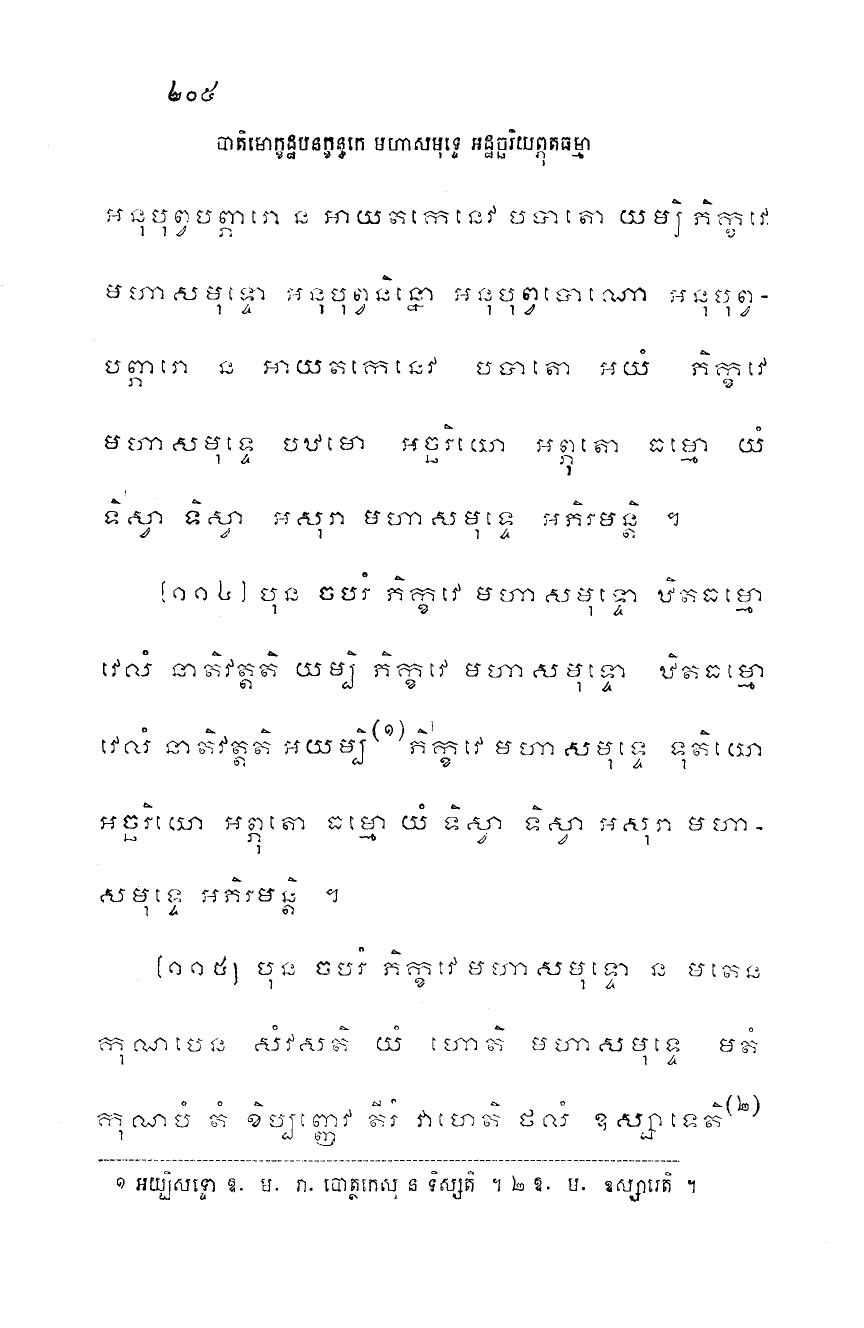 ២០៥
បាតិមោក្ខដ្ឋបនក្ខន្ធកេ មហាសមុទ្ទេ អដ្ឋច្ឆរិយព្ភុតធម្មា
អនុបុព្វបព្ភារោ ន អាយតកេនេវ បបាតោ យម្បិ ភិក្ខវេ
មហាសមុទ្ទោ អនុបុព្វនិន្នោ អនុបុព្វបោណោ អនុបុព្វ-
បព្ភារោ ន អាយតកេនេវ បបាតោ អយំ ភិក្ខវេ
មហាសមុទ្ទេ បឋមោ អច្ឆរិយោ អព្ភុតោ ធម្មោ យំ
ទិស្វា ទិស្វា អសុរា មហាសមុទ្ទេ អភិរមន្តិ ។
[១១៤] បុន ចបរំ ភិក្ខវេ មហាសមុទ្ទោ ឋិតធម្មោ
វេលំ នាតិវត្តតិ យម្បិ ភិក្ខវេ មហាសមុទ្ទោ ឋិតធម្មោ
វេលំ នាតិវត្តតិ អយម្បិ(១) ភិក្ខវេ មហាសមុទ្ទេ ទុតិយោ
អច្ឆរិយោ អព្ភុតោ ធម្មោ យំ ទិស្វា ទិស្វា អសុរា មហា-
សមុទ្ទេ អភិរមន្តិ ។
[១១៥] បុន ចបរំ ភិក្ខវេ មហាសមុទ្ទោ ន មតេន
កុណបេន សំវសតិ យំ ហោតិ មហាសមុទ្ទេ មតំ
កុណបំ តំ ខិប្បញ្ញេវ តីរំ វាហេតិ ថលំ ឧស្សាទេតិ(២)
១ អយ្បិសទ្ទោ ឱ. ម. រា. បោត្ថកេសុ ន ទិស្សតិ ។ ២ ឱ. ម. ឧស្សារេតិ ។